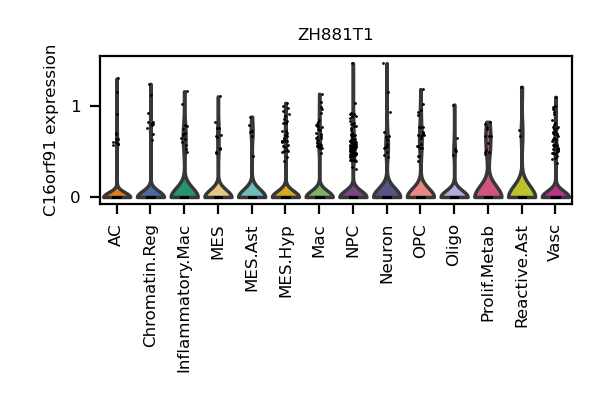 ZH881T1
C16orf91 expression
1
0
AC
Chromatin.Reg
Inflammatory.Mac
MES
MES.Ast
MES.Hyp
Mac
NPC
Neuron
OPC
Oligo
Prolif.Metab
Reactive.Ast
Vasc